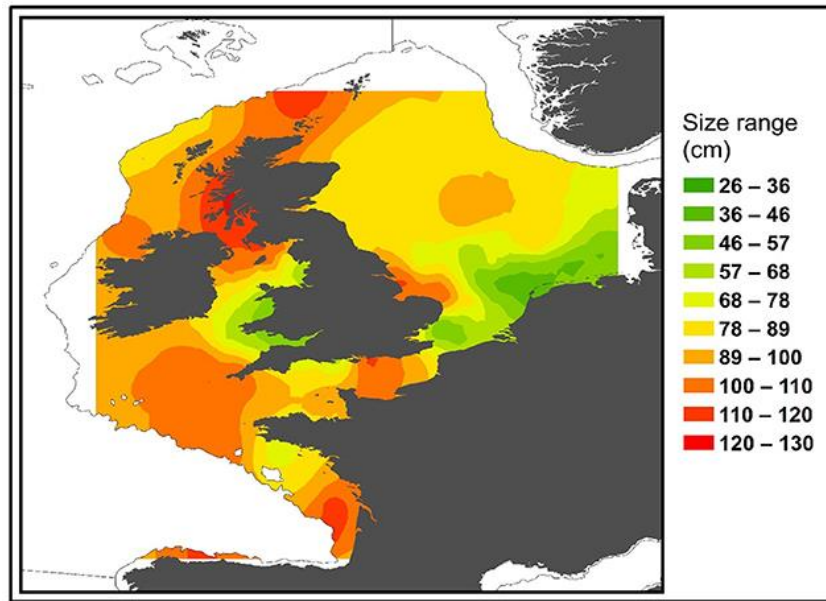 Size range
(cm)
26 – 36
36 – 46
46 – 57
57 – 68
68 – 78
78 – 89
89 – 100
100 – 110
110 – 120
120 – 130